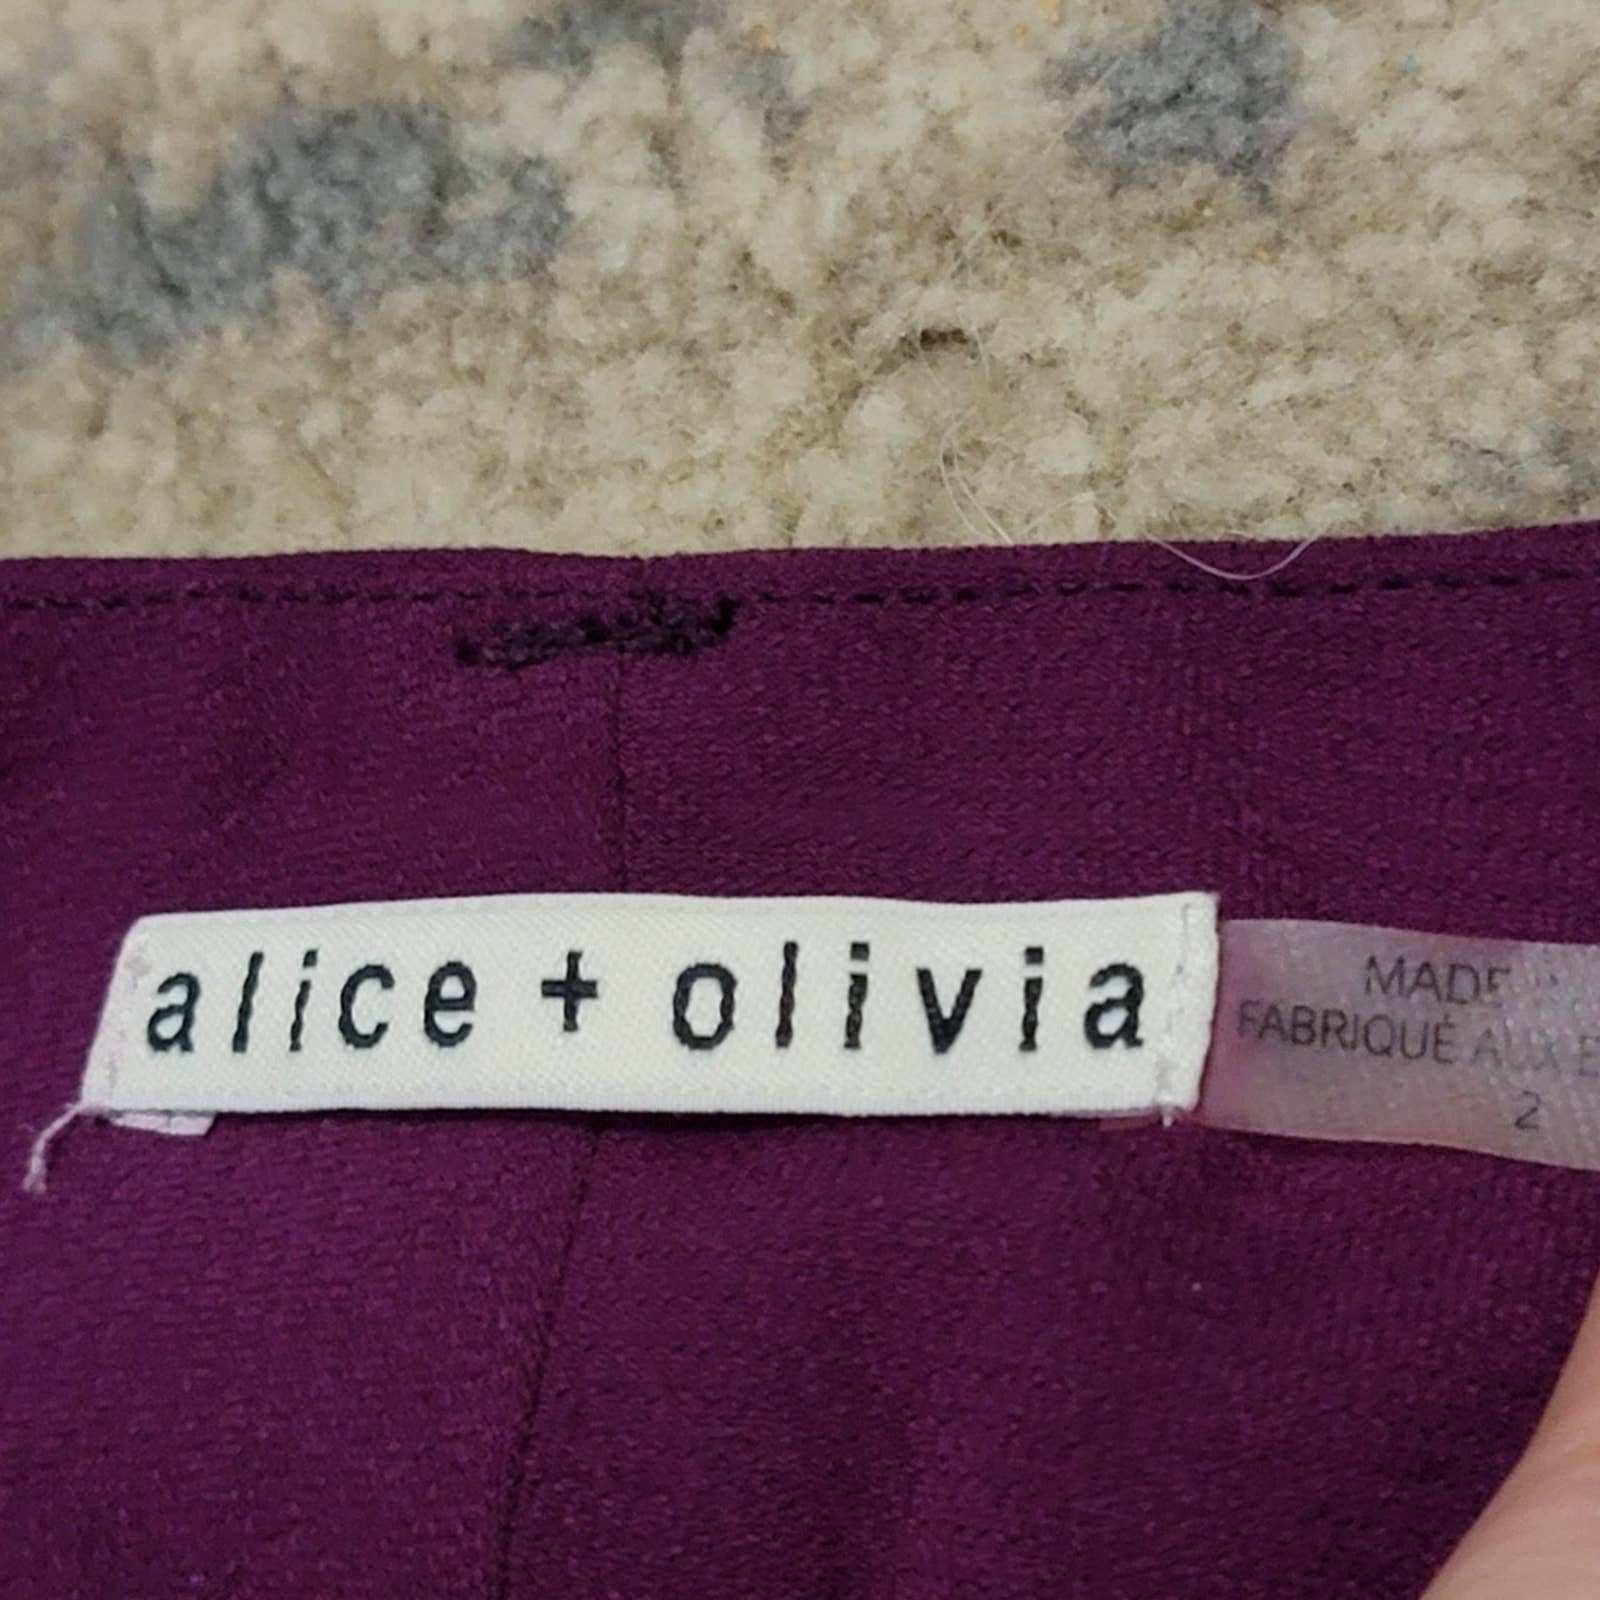 alice + olivia
MADE
FABRIQUÉ AUX
2